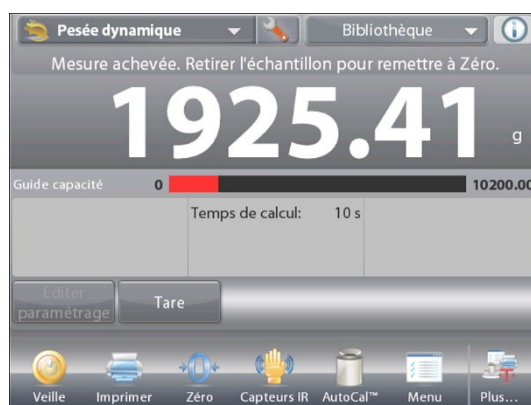 Pesée dynamique
Bibliothèque
Mesure achevée. Retirer l'échantillon pour remettre à Zéro.
1925.41 g
Guide capacité 0 10200.00
Temps de calcul: 10 s
Editer
paramétrage
Tare
Veille Imprimer Zéro Capteurs IR AutoCal™ Menu Plus...